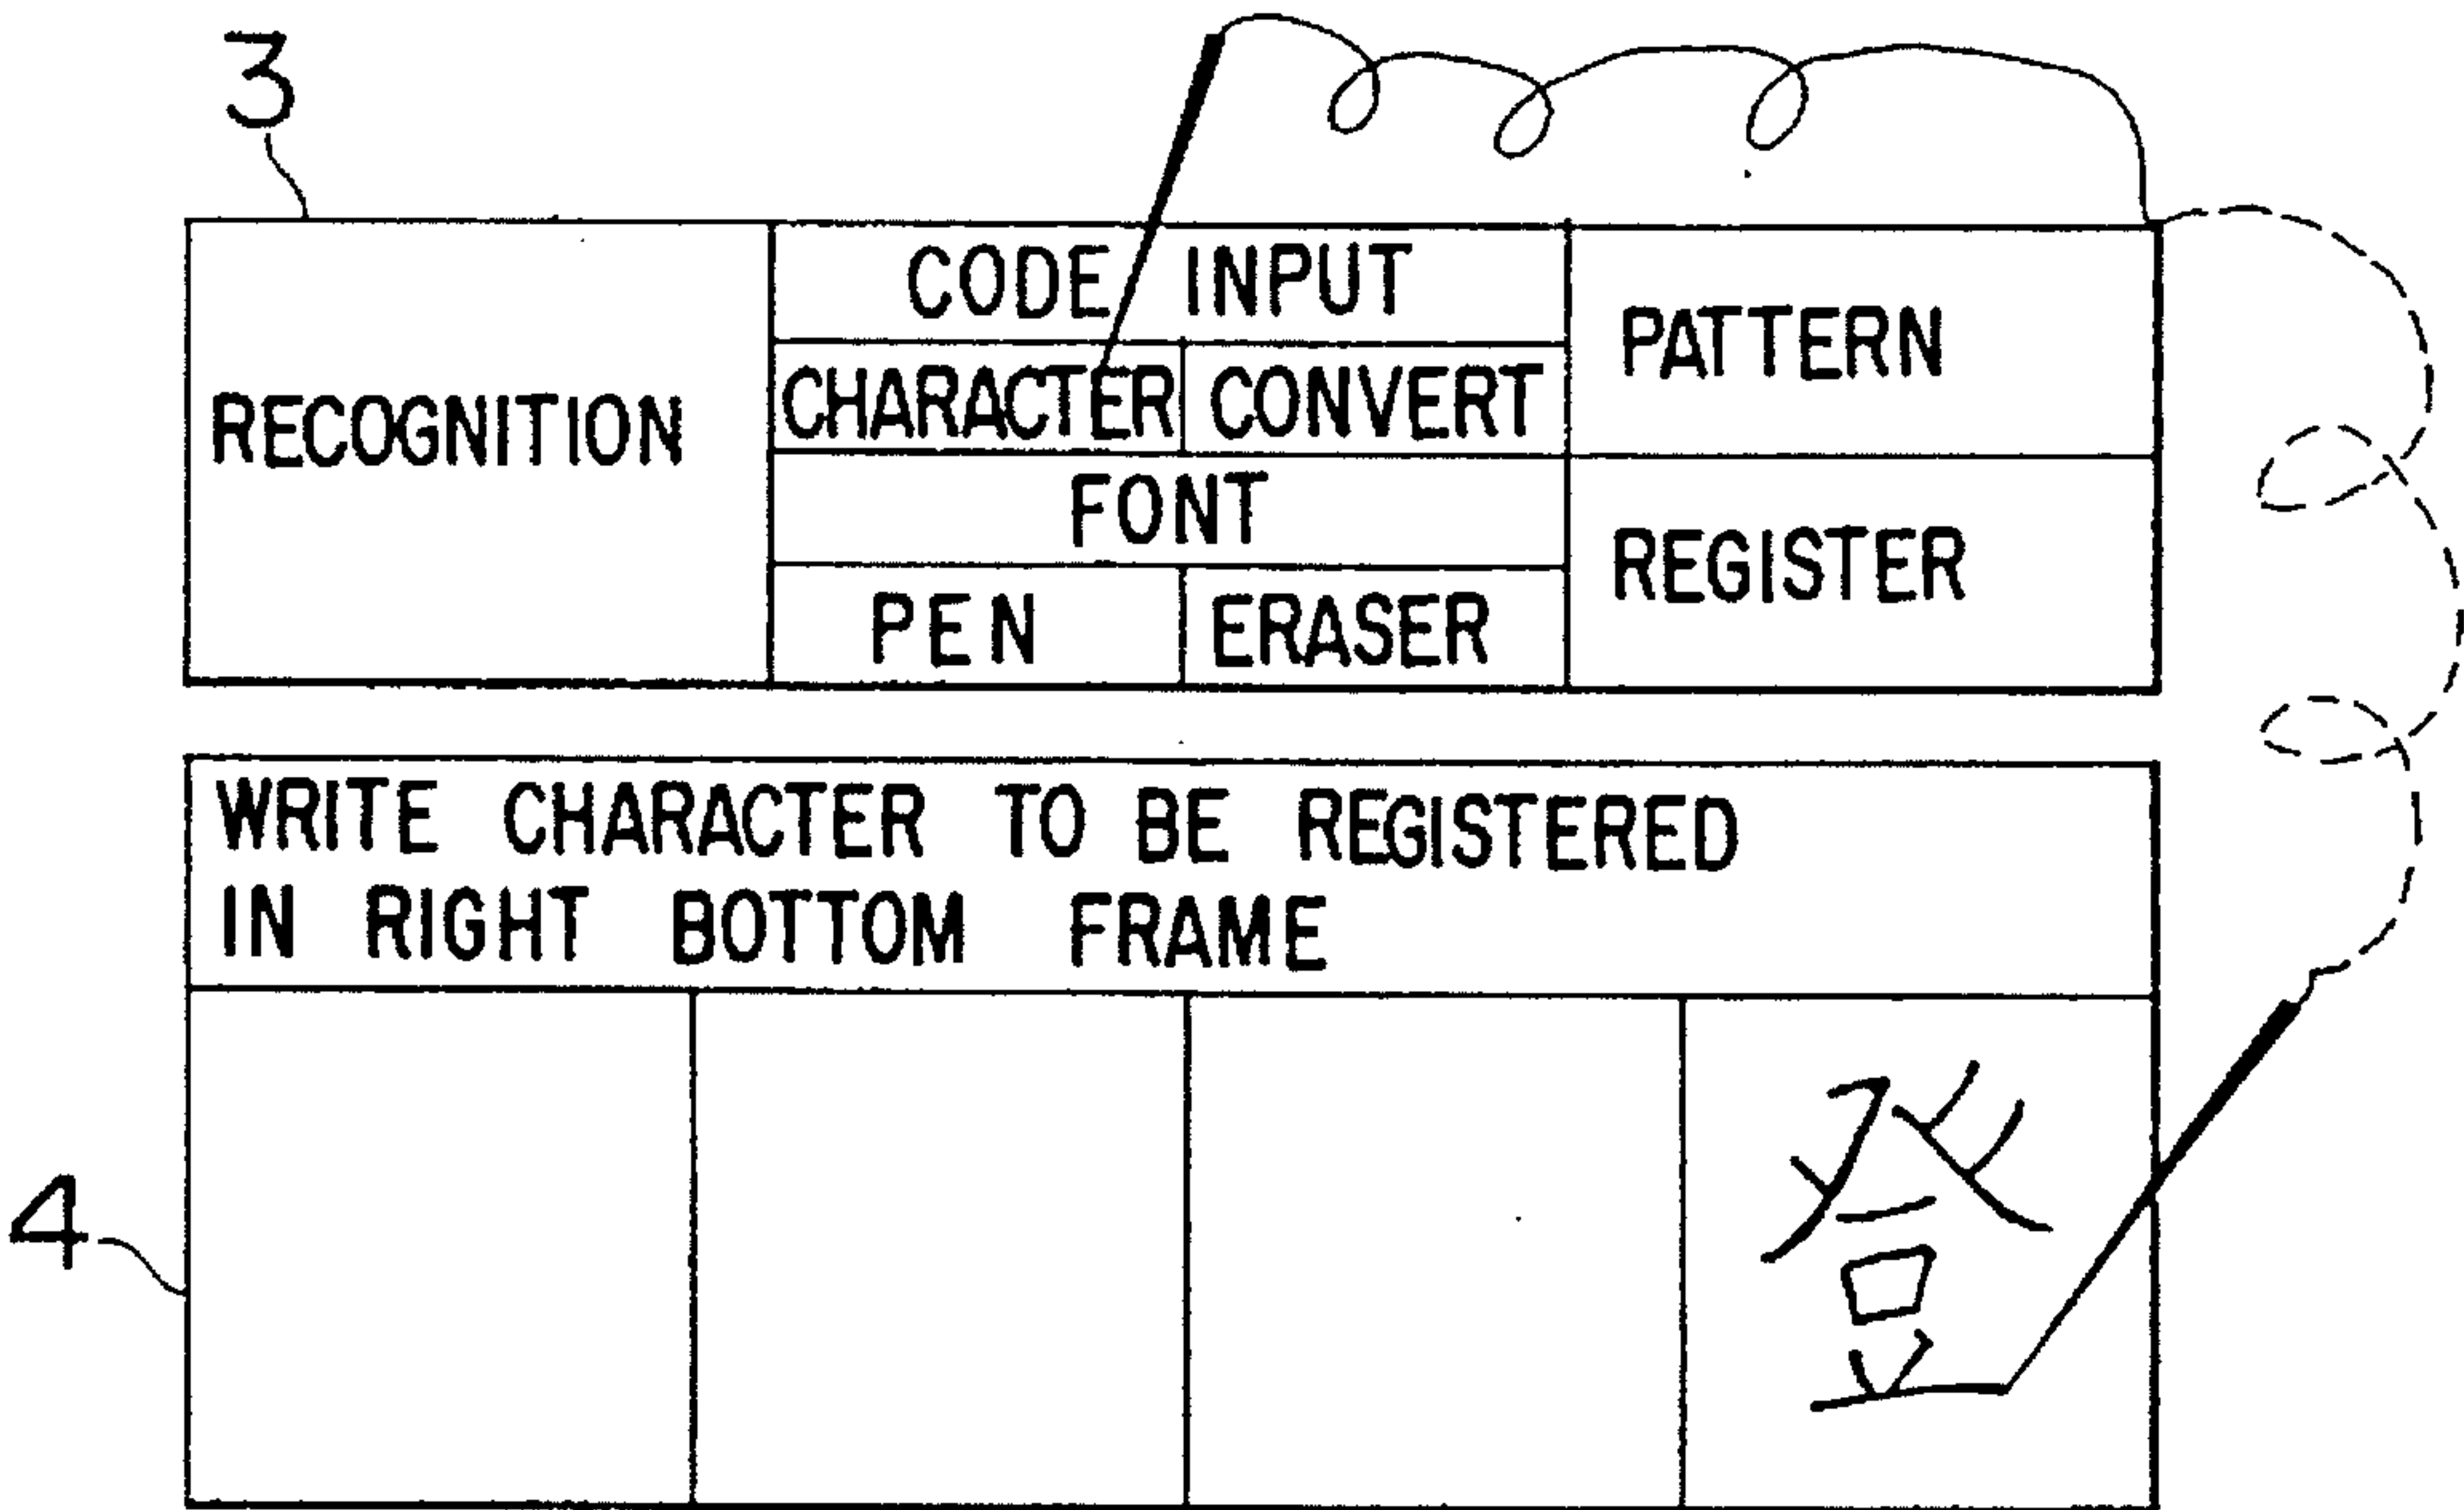 3
RECOGNITION
CODE INPUT
CHARACTER CONVERT
FONT
PEN ERASER
PATTERN
REGISTER
WRITE CHARACTER TO BE REGISTERED
IN RIGHT BOTTOM FRAME
4
登